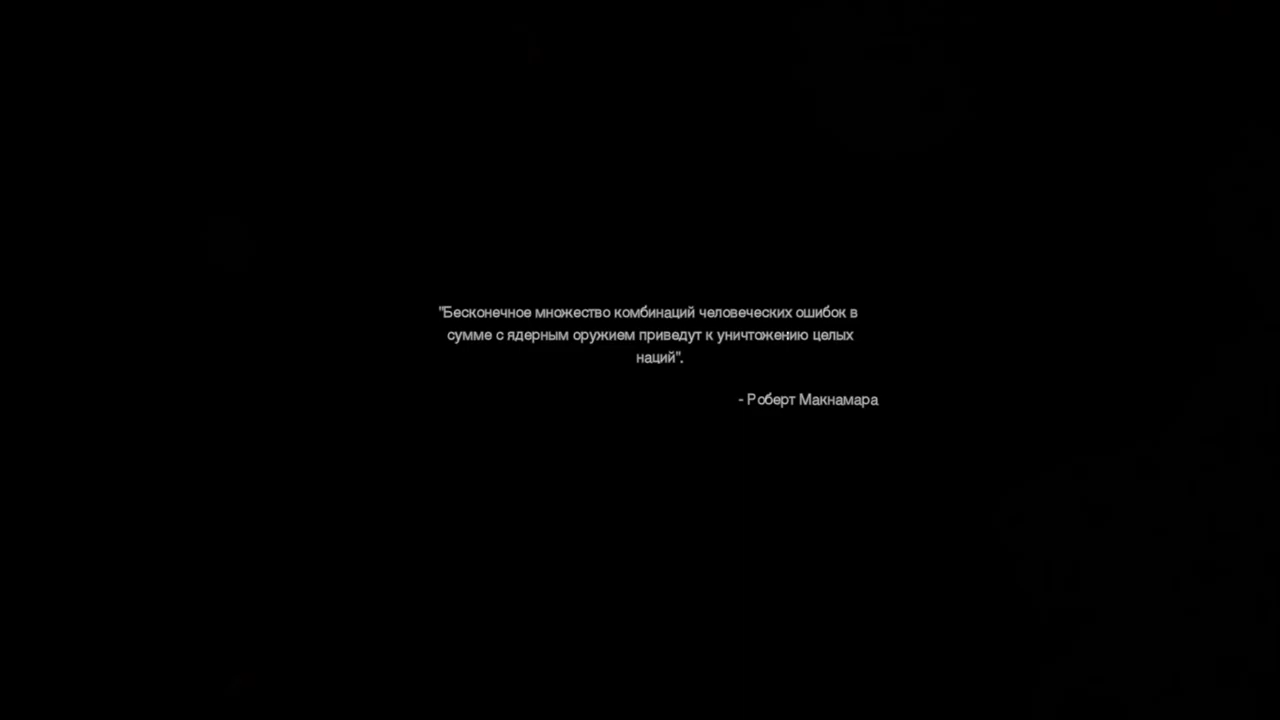 "Бесконечное множество комбинаций человеческих ошибок в
сумме с ядерным оружием приведут к уничтожению целых
наций".
- Роберт Макнамара